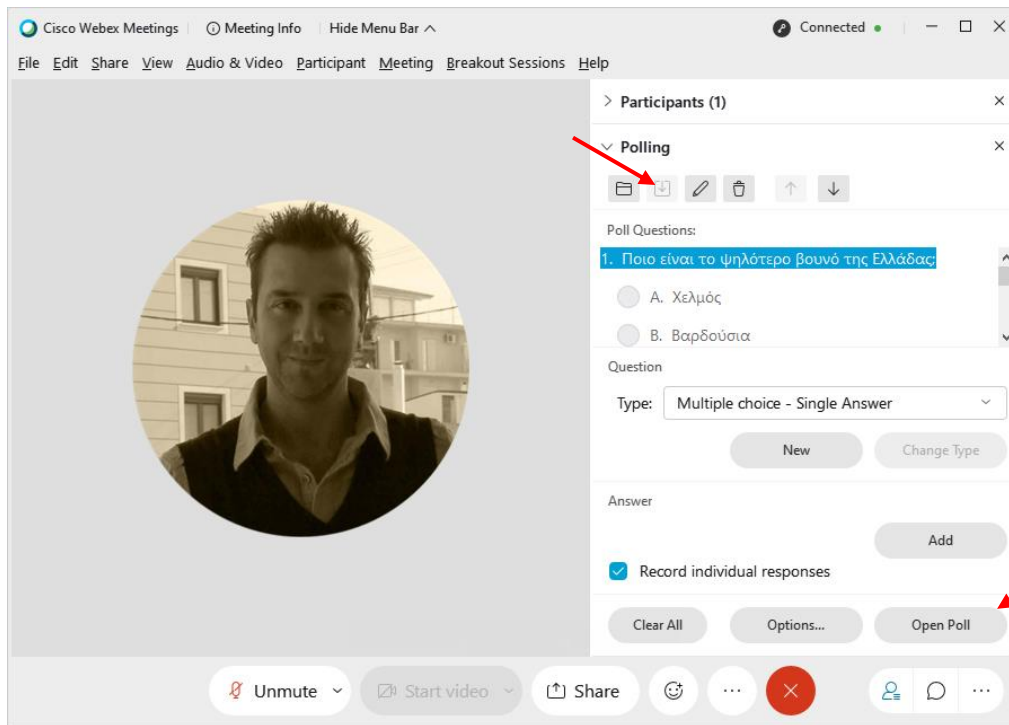 Cisco Webex Meetings Meeting Info Hide Menu Bar Connected
File Edit Share View Audio & Video Participant Meeting Breakout Sessions Help
Participants (1)
Polling
Poll Questions:
1. Ποιο είναι το ψηλότερο βουνό της Ελλάδας;
A. Χελμός
B. Βαρδούσια
Question
Type: Multiple choice - Single Answer
New Change Type
Answer
Add
Record individual responses
Clear All Options... Open Poll
Unmute Start video Share